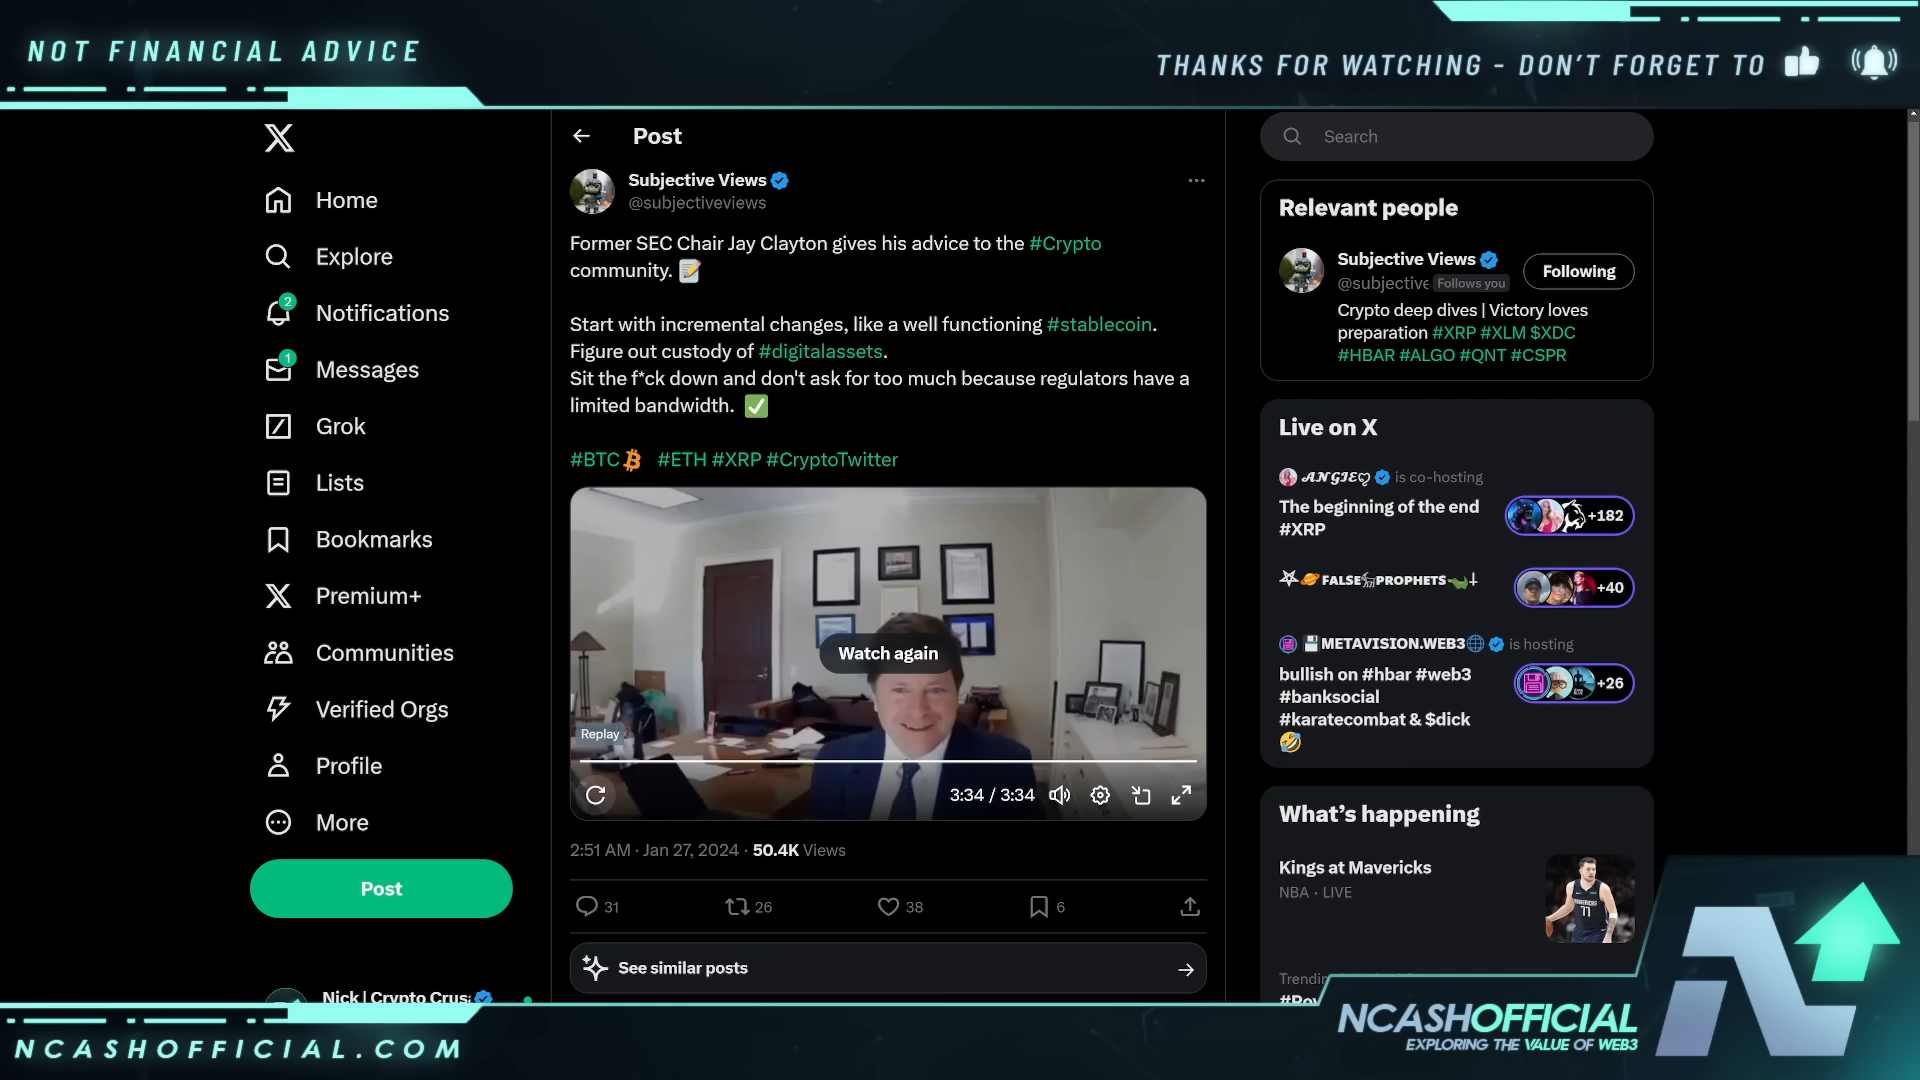 NOT FINANCIAL ADVICE
THANKS FOR WATCHING - DON'T FORGET TO
Home
Explore
2
Notifications
1
Messages
Grok
Lists
Bookmarks
Premium+
Communities
Verified Orgs
Profile
More
Post
Nick | Crypto Crus
Post
Subjective Views
@subjectiveviews
Former SEC Chair Jay Clayton gives his advice to the #Crypto
community. 📝
Start with incremental changes, like a well functioning #stablecoin.
Figure out custody of #digitalassets.
Sit the f*ck down and don't ask for too much because regulators have a
limited bandwidth. ✅
#BTC #ETH #XRP #CryptoTwitter
Watch again
Replay
3:34 / 3:34
2:51 AM · Jan 27, 2024 · 50.4K Views
31 26 38 6
See similar posts
Search
Relevant people
Subjective Views
@subjective Follows you
Following
Crypto deep dives | Victory loves
preparation #XRP #XLM $XDC
#HBAR #ALGO #QNT #CSPR
Live on X
𝓐𝓝𝓖𝓘𝓔ღ is co-hosting
The beginning of the end
#XRP
+182
⛧🪐FALSE🐐PROPHETS🐊⸸
+40
💾METAVISION.WEB3🌐 is hosting
bullish on #hbar #web3
#banksocial
#karatecombat & $dick
🤣
+26
What's happening
Kings at Mavericks
NBA · LIVE
77
Trendin
NCASHOFFICIAL.COM
NCASHOFFICIAL
EXPLORING THE VALUE OF WEB3